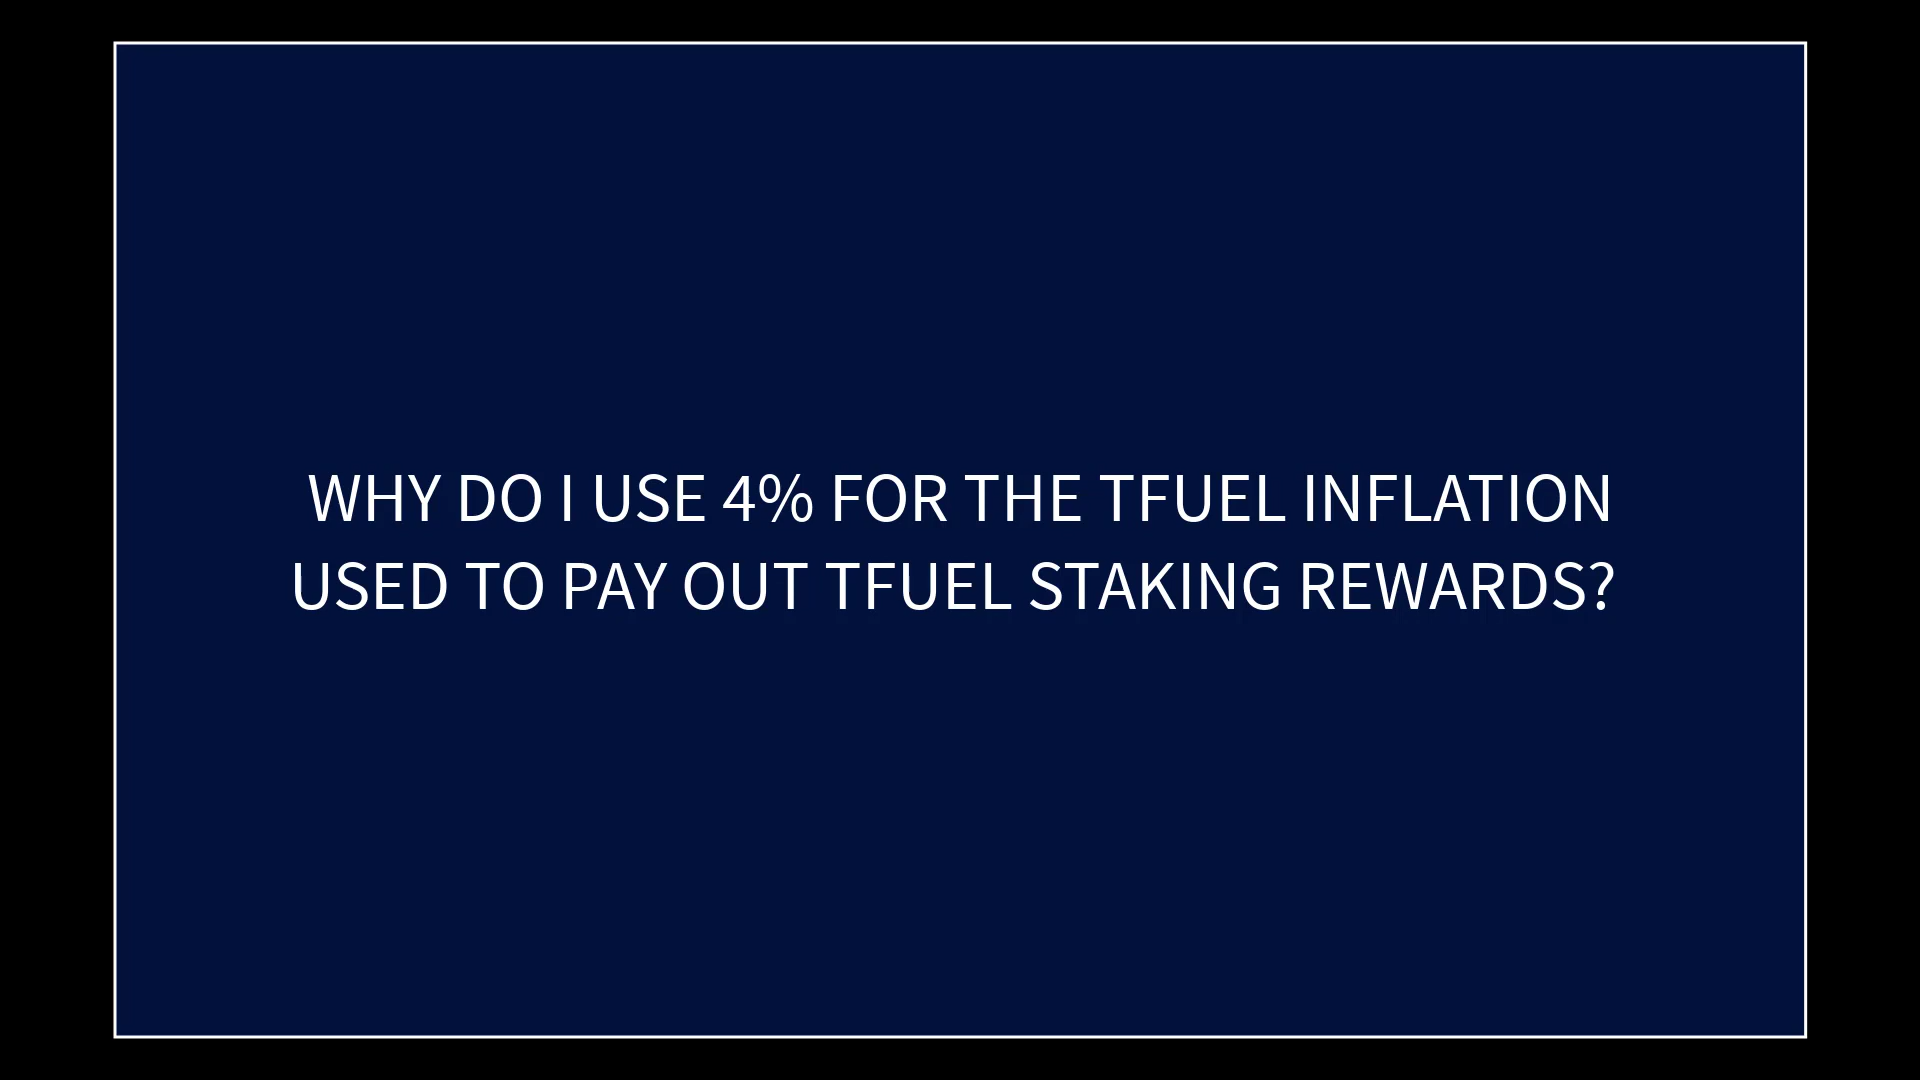 WHY DO I USE 4% FOR THE TFUEL INFLATION
USED TO PAY OUT TFUEL STAKING REWARDS?